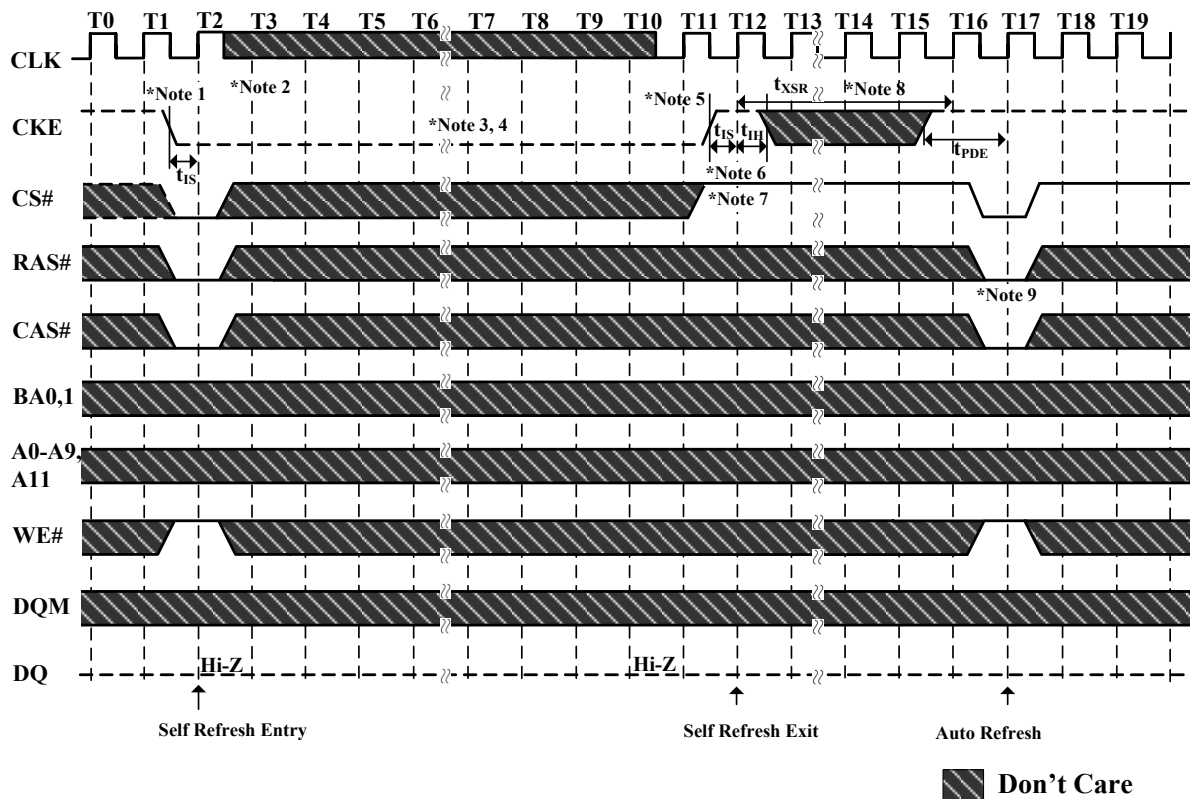 T0 T1 T2 T3 T4 T5 T6 T7 T8 T9 T10 T11 T12 T13 T14 T15 T16 T17 T18 T19
CLK
*Note 1 *Note 2 *Note 5 tXSR *Note 8
CKE
*Note 3, 4
tIS tIS tIH tPDE
*Note 6
CS#
*Note 7
RAS#
*Note 9
CAS#
BA0,1
A0-A9,
A11
WE#
DQM
Hi-Z Hi-Z
DQ
Self Refresh Entry Self Refresh Exit Auto Refresh
Don't Care